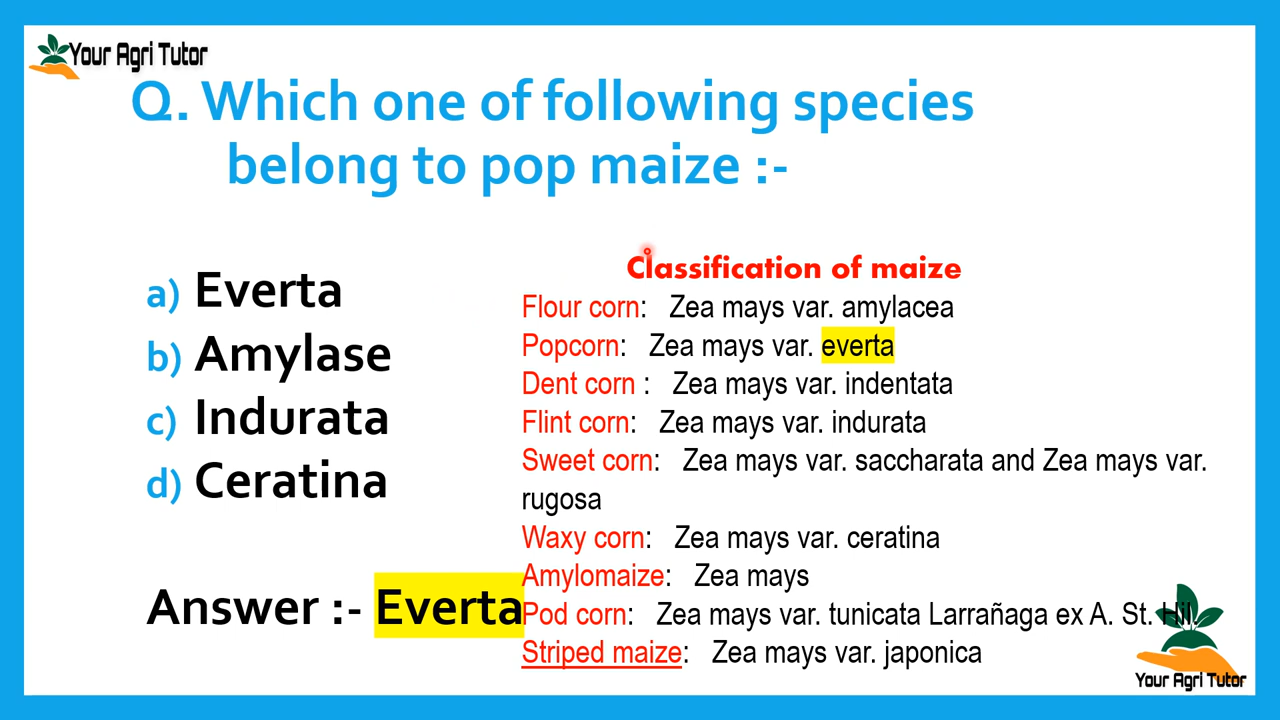 Your Agri Tutor
Q. Which one of following species
belong to pop maize :-
a) Everta
b) Amylase
c) Indurata
d) Ceratina
Answer :- Everta
Classification of maize
Flour corn: Zea mays var. amylacea
Popcorn: Zea mays var. everta
Dent corn : Zea mays var. indentata
Flint corn: Zea mays var. indurata
Sweet corn: Zea mays var. saccharata and Zea mays var.
rugosa
Waxy corn: Zea mays var. ceratina
Amylomaize: Zea mays
Pod corn: Zea mays var. tunicata Larrañaga ex A. St. Hil
Striped maize: Zea mays var. japonica
Your Agri Tutor